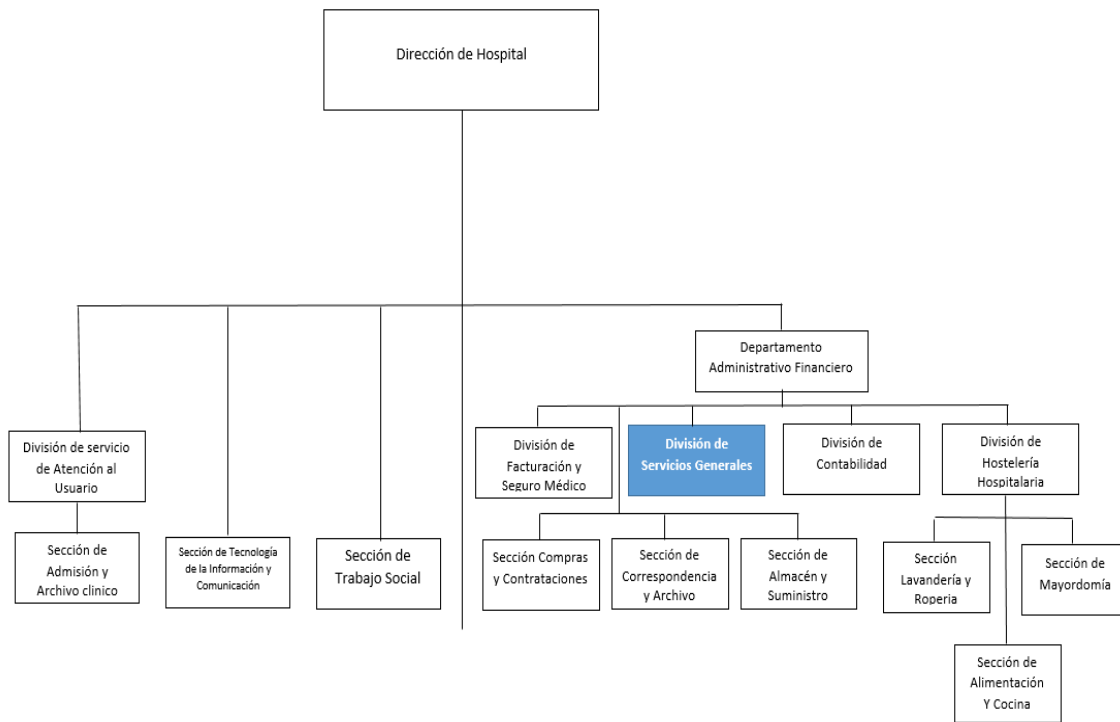 Dirección de Hospital
Departamento
Administrativo Financiero
División de servicio
de Atención al
Usuario
División de
Facturación y
Seguro Médico
División de
Servicios Generales
División de
Contabilidad
División de
Hostelería
Hospitalaria
Sección de
Admisión y
Archivo clinico
Sección de Tecnología
de la Información y
Comunicación
Sección de
Trabajo Social
Sección Compras
y Contrataciones
Sección de
Correspondencia
y Archivo
Sección de
Almacén y
Suministro
Sección
Lavandería y
Roperia
Sección de
Mayordomía
Sección de
Alimentación
Y Cocina